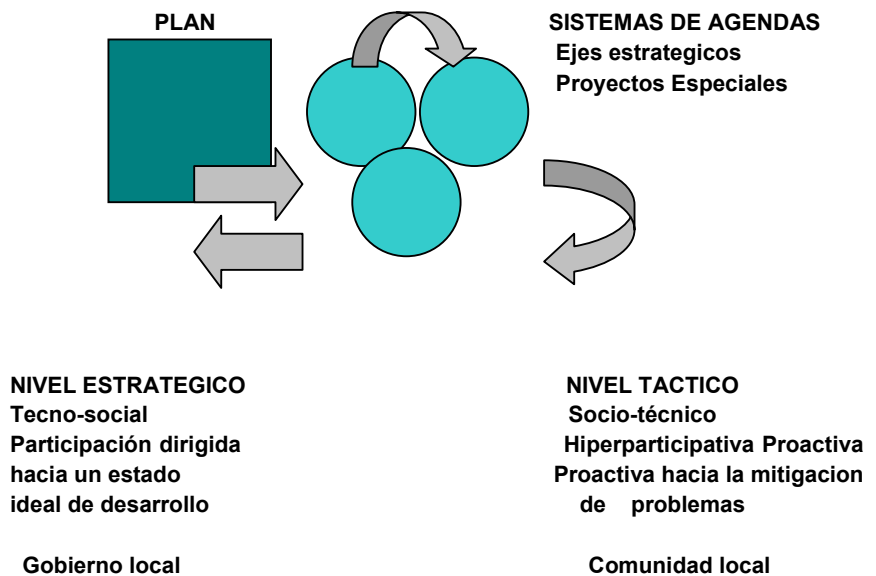 PLAN
SISTEMAS DE AGENDAS
Ejes estrategicos
Proyectos Especiales
NIVEL ESTRATEGICO
Tecno-social
Participación dirigida
hacia un estado
ideal de desarrollo
Gobierno local
NIVEL TACTICO
Socio-técnico
Hiperparticipativa Proactiva
Proactiva hacia la mitigacion
de problemas
Comunidad local